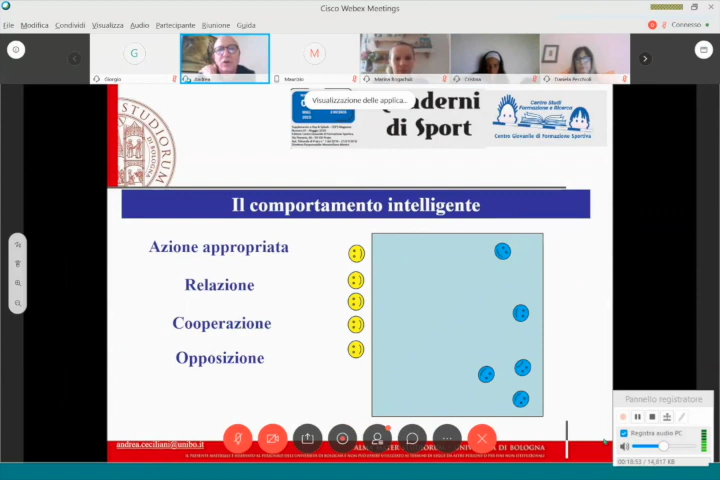 Cisco Webex Meetings
File Modifica Condividi Visualizza Audio Partecipante Riunione Guida
Connesso
G
M
Giorgio
Andrea
Maurizio
Marina
Cristina
Daniela
Visualizzazione delle applica...
di Sport
Centro Studi
Formazione e Ricerca
Centro Giovanile di Formazione Sportiva
STUDIORUM
Il comportamento intelligente
Azione appropriata
Relazione
Cooperazione
Opposizione
Pannello registratore
Registra audio PC
00:18:53 / 14,817 KB
andrea.ceciliani@unibo.it
DI BOLOGNA